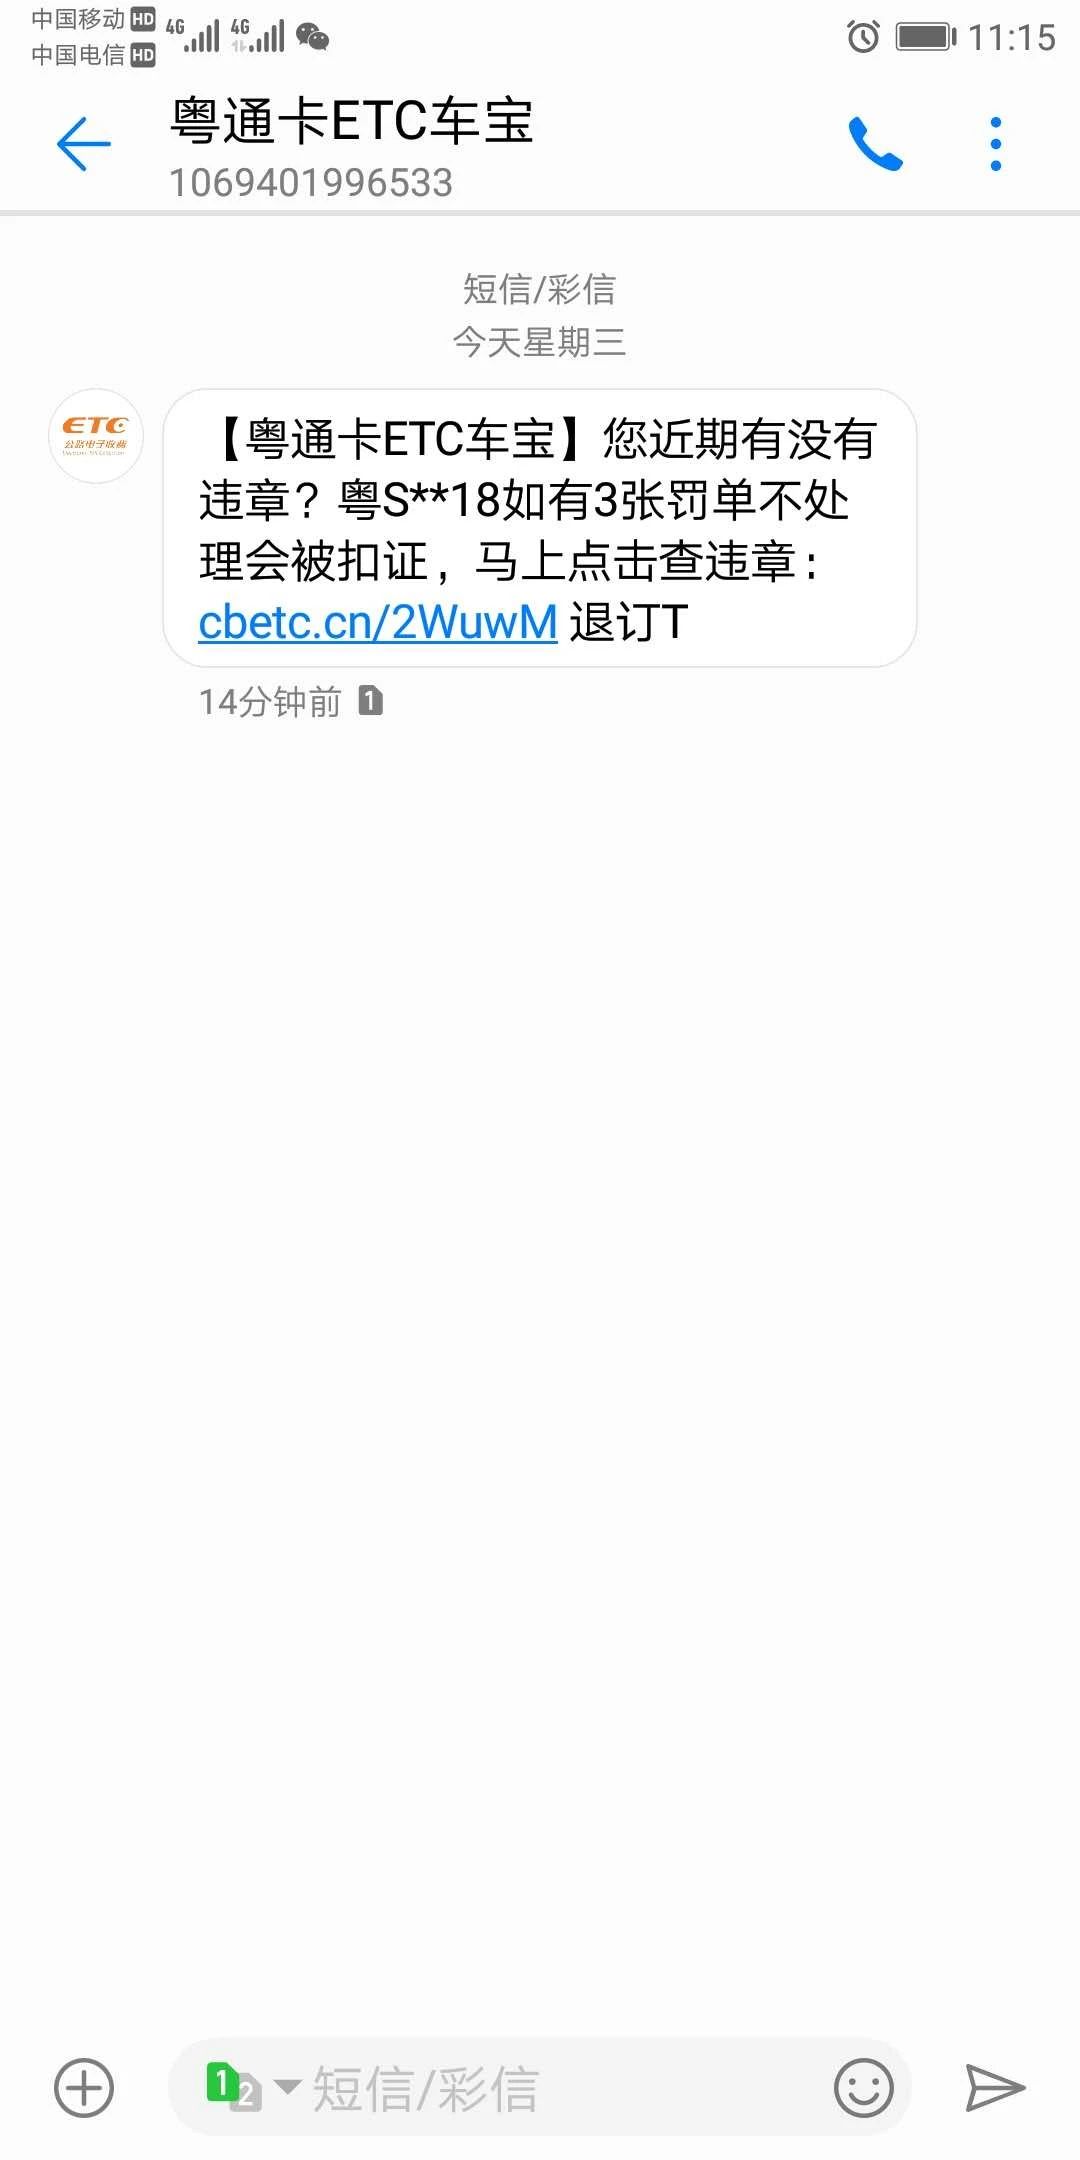 中国移动 HD 4G 4G 11:15
中国电信 HD
粤通卡ETC车宝
1069401996533
短信/彩信
今天星期三
ETC
公路电子收费
【粤通卡ETC车宝】您近期有没有
违章？粤S**18如有3张罚单不处
理会被扣证，马上点击查违章：
cbetc.cn/2WuwM 退订T
14分钟前 1
1 2 短信/彩信